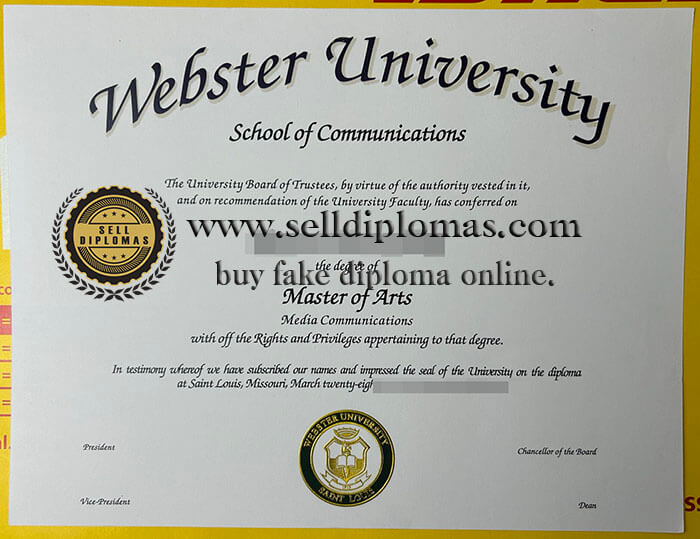 Webster University
School of Communications
The University Board of Trustees, by virtue of the authority vested in it,
and on recommendation of the University Faculty, has conferred on
SELL
DIPLOMAS
www.selldiplomas.com
the degree of
buy fake diploma online.
Master of Arts
Media Communications
with off the Rights and Privileges appertaining to that degree.
In testimony whereof we have subscribed our names and impressed the seal of the University on the diploma
at Saint Louis, Missouri, March twenty-eigh
WEBSTER UNIVERSITY
SAINT LOUIS
President
Chancellor of the Board
Vice-President
Dean